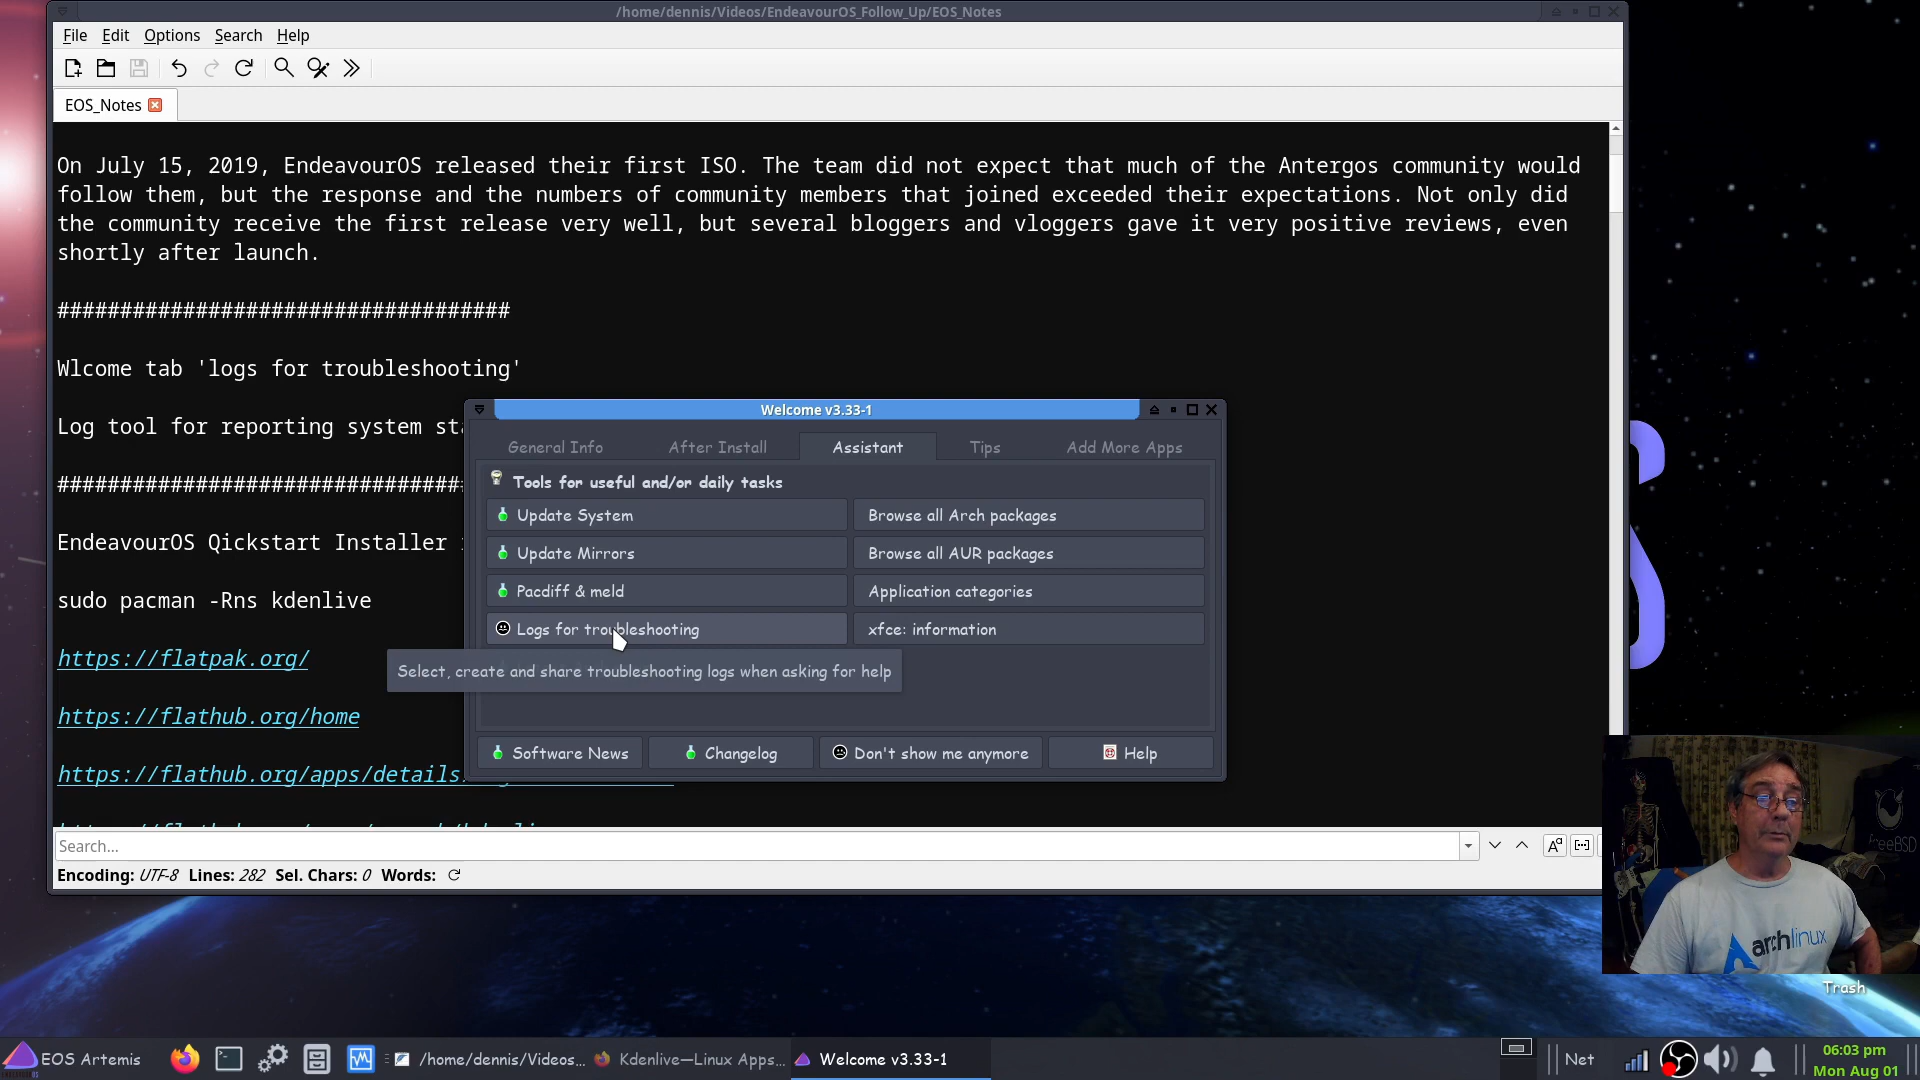 /home/dennis/Videos/EndeavourOS_Follow_Up/EOS_Notes
File Edit Options Search Help
EOS_Notes
On July 15, 2019, EndeavourOS released their first ISO. The team did not expect that much of the Antergos community would
follow them, but the response and the numbers of community members that joined exceeded their expectations. Not only did
the community receive the first release very well, but several bloggers and vloggers gave it very positive reviews, even
shortly after launch.
####################################
Wlcome tab 'logs for troubleshooting'
Log tool for reporting system
#################################
EndeavourOS Qickstart Installer
sudo pacman -Rns kdenlive
https://flatpak.org/
https://flathub.org/home
https://flathub.org/apps/details
Welcome v3.33-1
General Info After Install Assistant Tips Add More Apps
Tools for useful and/or daily tasks
Update System Browse all Arch packages
Update Mirrors Browse all AUR packages
Pacdiff & meld Application categories
Logs for troubleshooting xfce: information
Select, create and share troubleshooting logs when asking for help
Software News Changelog Don't show me anymore Help
Search...
Encoding: UTF-8 Lines: 282 Sel. Chars: 0 Words:
FreeBSD
archlinux
Trash
EOS Artemis /home/dennis/Videos... Kdenlive—Linux Apps... Welcome v3.33-1 Net
06:03 pm
Mon Aug 01